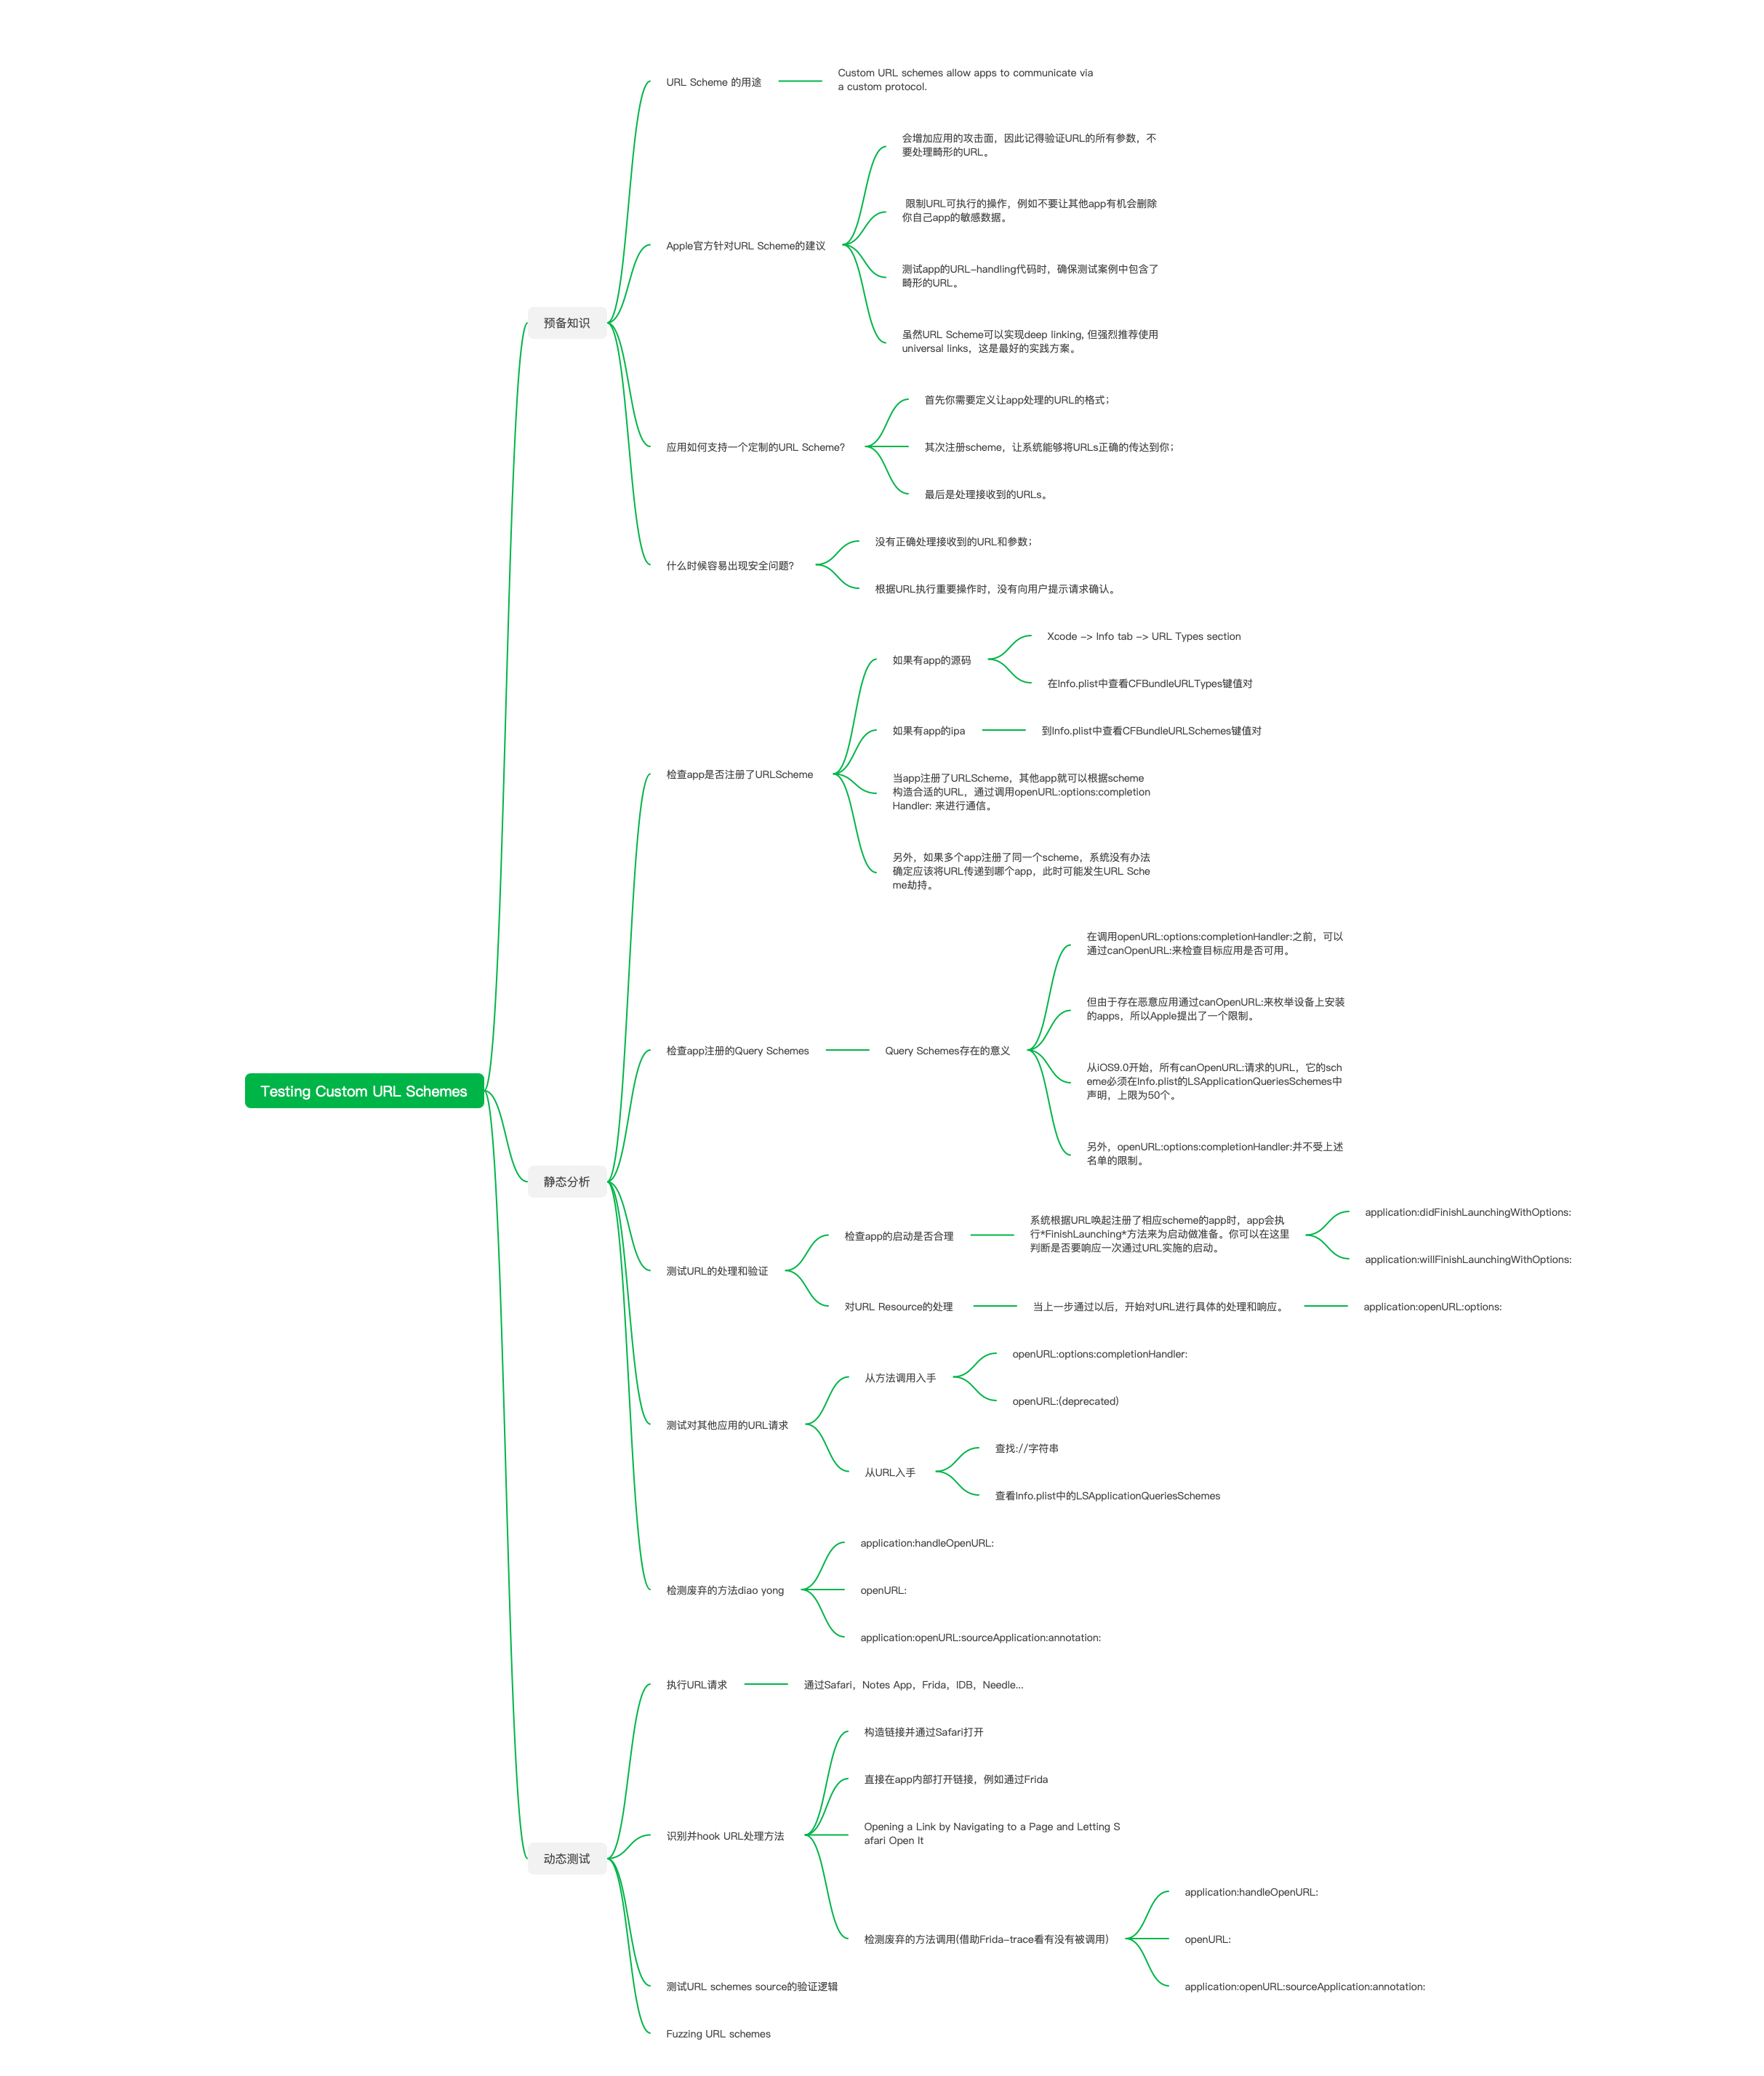 Testing Custom URL Schemes
预备知识
URL Scheme 的用途
Custom URL schemes allow apps to communicate via
a custom protocol.
Apple官方针对URL Scheme的建议
会增加应用的攻击面，因此记得验证URL的所有参数，不
要处理畸形的URL。
限制URL可执行的操作，例如不要让其他app有机会删除
你自己app的敏感数据。
测试app的URL-handling代码时，确保测试案例中包含了
畸形的URL。
虽然URL Scheme可以实现deep linking, 但强烈推荐使用
universal links，这是最好的实践方案。
应用如何支持一个定制的URL Scheme?
首先你需要定义让app处理的URL的格式；
其次注册scheme，让系统能够将URLs正确的传达到你；
最后是处理接收到的URLs。
什么时候容易出现安全问题?
没有正确处理接收到的URL和参数；
根据URL执行重要操作时，没有向用户提示请求确认。
静态分析
检查app是否注册了URLScheme
如果有app的源码
Xcode -> Info tab -> URL Types section
在Info.plist中查看CFBundleURLTypes键值对
如果有app的ipa
到Info.plist中查看CFBundleURLSchemes键值对
当app注册了URLScheme，其他app就可以根据scheme
构造合适的URL，通过调用openURL:options:completion
Handler: 来进行通信。
另外，如果多个app注册了同一个scheme，系统没有办法
确定应该将URL传递到哪个app，此时可能发生URL Sche
me劫持。
检查app注册的Query Schemes
Query Schemes存在的意义
在调用openURL:options:completionHandler:之前，可以
通过canOpenURL:来检查目标应用是否可用。
但由于存在恶意应用通过canOpenURL:来枚举设备上安装
的apps，所以Apple提出了一个限制。
从iOS9.0开始，所有canOpenURL:请求的URL，它的sch
eme必须在Info.plist的LSApplicationQueriesSchemes中
声明，上限为50个。
另外，openURL:options:completionHandler:并不受上述
名单的限制。
测试URL的处理和验证
检查app的启动是否合理
系统根据URL唤起注册了相应scheme的app时，app会执
行*FinishLaunching*方法来为启动做准备。你可以在这里
判断是否要响应一次通过URL实施的启动。
application:didFinishLaunchingWithOptions:
application:willFinishLaunchingWithOptions:
对URL Resource的处理
当上一步通过以后，开始对URL进行具体的处理和响应。
application:openURL:options:
测试对其他应用的URL请求
从方法调用入手
openURL:options:completionHandler:
openURL:(deprecated)
从URL入手
查找://字符串
查看Info.plist中的LSApplicationQueriesSchemes
检测废弃的方法diao yong
application:handleOpenURL:
openURL:
application:openURL:sourceApplication:annotation:
动态测试
执行URL请求
通过Safari，Notes App，Frida，IDB，Needle...
识别并hook URL处理方法
构造链接并通过Safari打开
直接在app内部打开链接，例如通过Frida
Opening a Link by Navigating to a Page and Letting S
afari Open It
检测废弃的方法调用(借助Frida-trace看有没有被调用)
application:handleOpenURL:
openURL:
application:openURL:sourceApplication:annotation:
测试URL schemes source的验证逻辑
Fuzzing URL schemes